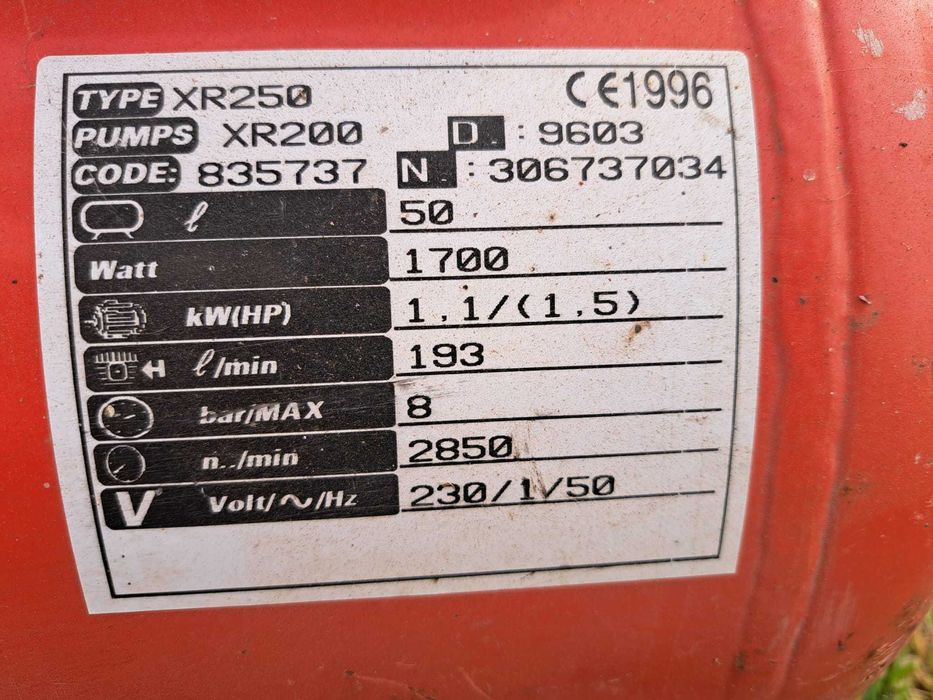 TYPE XR250 CE1996
PUMPS XR200 D. : 9603
CODE: 835737 N : 306737034
ℓ 50
Watt 1700
kW(HP) 1,1/(1,5)
ℓ/min 193
bar/MAX 8
n../min 2850
V Volt/∿/Hz 230/1/50